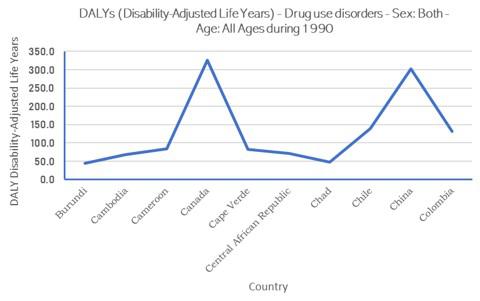 DALYs (Disability-Adjusted Life Years) - Drug use disorders - Sex: Both -
Age: All Ages during 1990
DALY Disability-Adjusted Life Years
350.0
300.0
250.0
200.0
150.0
100.0
50.0
0.0
Burundi
Cambodia
Cameroon
Canada
Cape Verde
Central African Republic
Chad
Chile
China
Colombia
Country